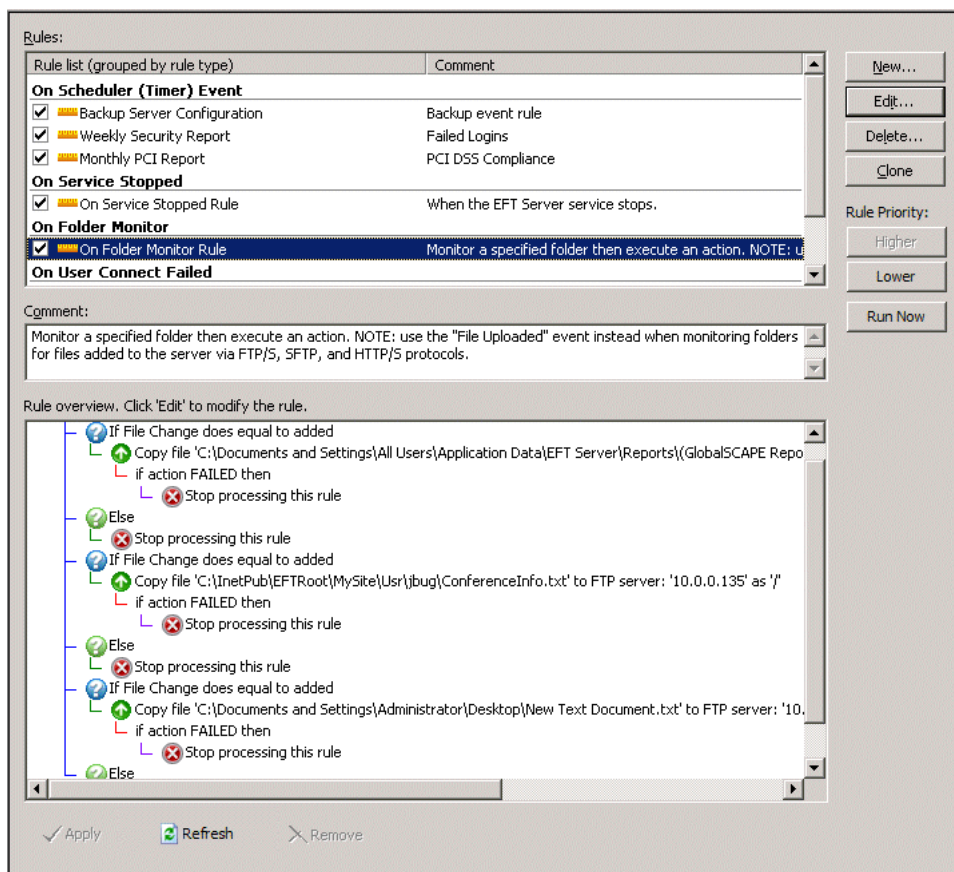 Rules:
Rule list (grouped by rule type) Comment
On Scheduler (Timer) Event
Backup Server Configuration Backup event rule
Weekly Security Report Failed Logins
Monthly PCI Report PCI DSS Compliance
On Service Stopped
On Service Stopped Rule When the EFT Server service stops.
On Folder Monitor
On Folder Monitor Rule Monitor a specified folder then execute an action. NOTE: u
On User Connect Failed
New...
Edit...
Delete...
Clone
Rule Priority:
Higher
Lower
Run Now
Comment:
Monitor a specified folder then execute an action. NOTE: use the "File Uploaded" event instead when monitoring folders
for files added to the server via FTP/S, SFTP, and HTTP/S protocols.
Rule overview. Click 'Edit' to modify the rule.
If File Change does equal to added
Copy file 'C:\Documents and Settings\All Users\Application Data\EFT Server\Reports\(GlobalSCAPE Repo
if action FAILED then
Stop processing this rule
Else
Stop processing this rule
If File Change does equal to added
Copy file 'C:\InetPub\EFTRoot\MySite\Usr\jbug\ConferenceInfo.txt' to FTP server: '10.0.0.135' as '/'
if action FAILED then
Stop processing this rule
Else
Stop processing this rule
If File Change does equal to added
Copy file 'C:\Documents and Settings\Administrator\Desktop\New Text Document.txt' to FTP server: '10.
if action FAILED then
Stop processing this rule
Else
Apply Refresh Remove